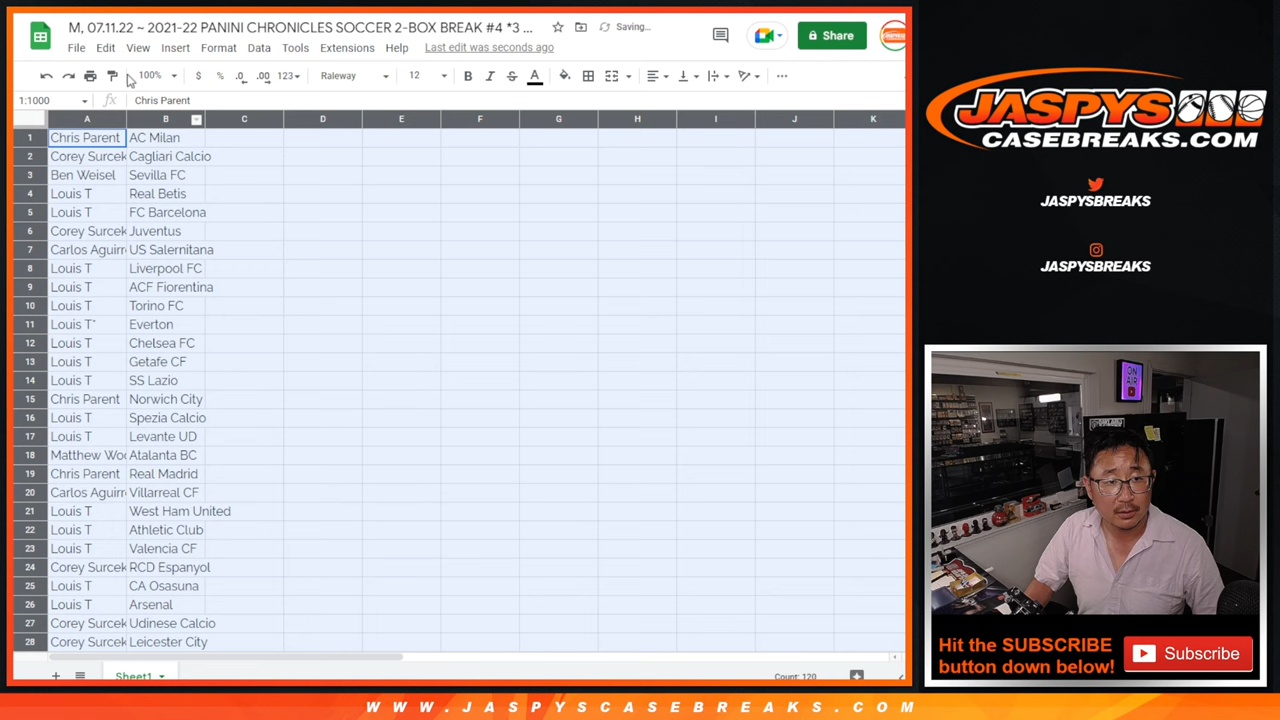 M, 07.11.22 ~ 2021-22 PANINI CHRONICLES SOCCER 2-BOX BREAK #4 *3 ...
Saving...
Share
File Edit View Insert Format Data Tools Extensions Help Last edit was seconds ago
100% $ % .0 .00 123 Raleway 12 B I S A
1:1000 fx Chris Parent
A B C D E F G H I J K
1 Chris Parent AC Milan
2 Corey Surcek Cagliari Calcio
3 Ben Weisel Sevilla FC
4 Louis T Real Betis
5 Louis T FC Barcelona
6 Corey Surcek Juventus
7 Carlos Aguirr US Salernitana
8 Louis T Liverpool FC
9 Louis T ACF Fiorentina
10 Louis T Torino FC
11 Louis T* Everton
12 Louis T Chelsea FC
13 Louis T Getafe CF
14 Louis T SS Lazio
15 Chris Parent Norwich City
16 Louis T Spezia Calcio
17 Louis T Levante UD
18 Matthew Woo Atalanta BC
19 Chris Parent Real Madrid
20 Carlos Aguirr Villarreal CF
21 Louis T West Ham United
22 Louis T Athletic Club
23 Louis T Valencia CF
24 Corey Surcek RCD Espanyol
25 Louis T CA Osasuna
26 Louis T Arsenal
27 Corey Surcek Udinese Calcio
28 Corey Surcek Leicester City
Sheet1 Count: 120
JASPYS
CASEBREAKS.COM
JASPYSBREAKS
JASPYSBREAKS
ON
AIR
Hit the SUBSCRIBE
button down below!
Subscribe
WWW.JASPYSCASEBREAKS.COM